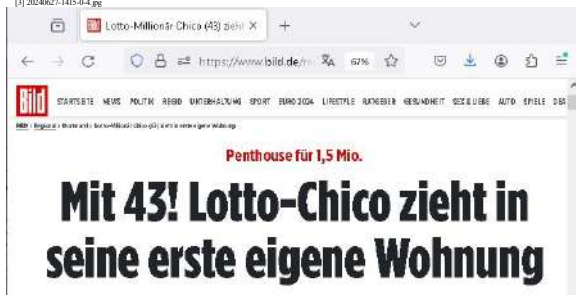 [3] 20240627-1415-0-4.jpg
Lotto-Millionär Chico (43) zieht
https://www.bild.de/r
67%
Bild
STARTSEITE NEWS POLITIK REGIO UNTERHALTUNG SPORT EURO 2024 LIFESTYLE RATGEBER GESUNDHEIT SEX & LIEBE AUTO SPIELE
Penthouse für 1,5 Mio.
Mit 43! Lotto-Chico zieht in
seine erste eigene Wohnung